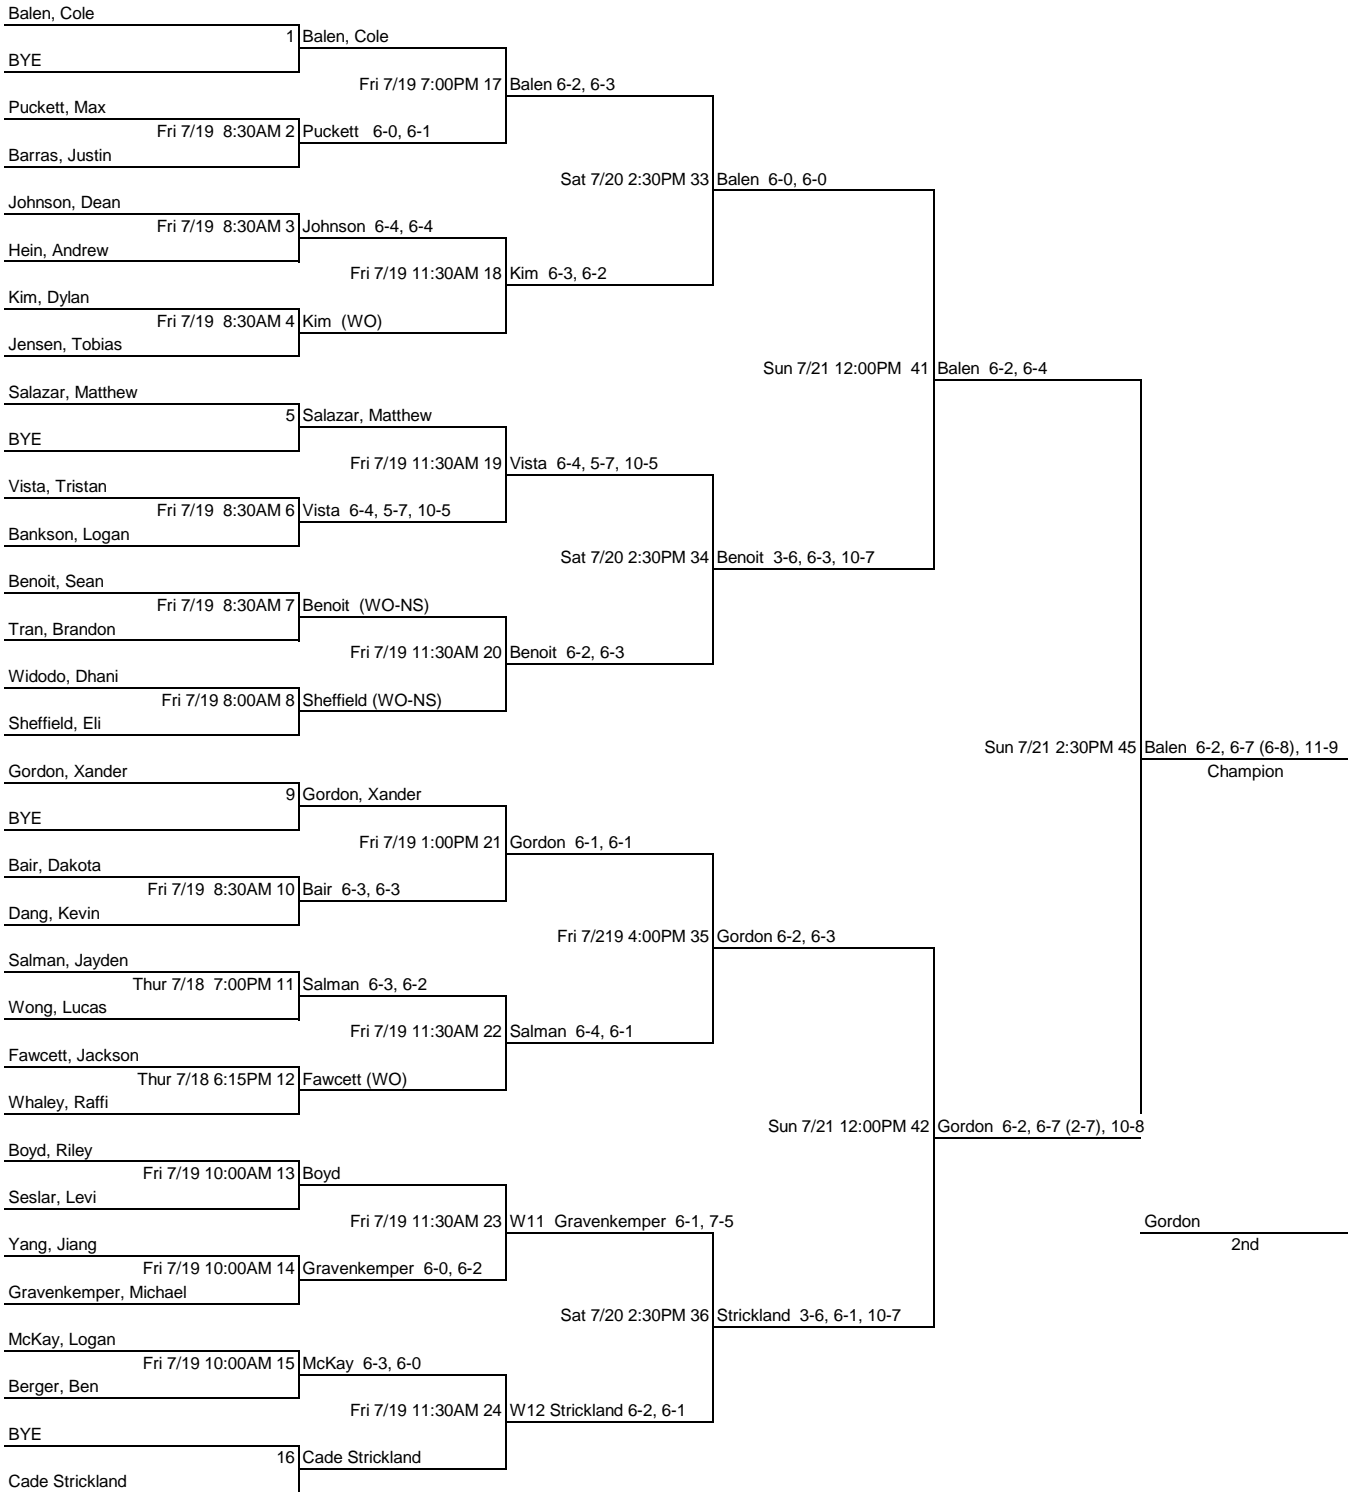 Balen, Cole
1 Balen, Cole
BYE
Fri 7/19 7:00PM 17 Balen 6-2, 6-3
Puckett, Max
Fri 7/19 8:30AM 2 Puckett 6-0, 6-1
Barras, Justin
Sat 7/20 2:30PM 33 Balen 6-0, 6-0
Johnson, Dean
Fri 7/19 8:30AM 3 Johnson 6-4, 6-4
Hein, Andrew
Fri 7/19 11:30AM 18 Kim 6-3, 6-2
Kim, Dylan
Fri 7/19 8:30AM 4 Kim (WO)
Jensen, Tobias
Sun 7/21 12:00PM 41 Balen 6-2, 6-4
Salazar, Matthew
5 Salazar, Matthew
BYE
Fri 7/19 11:30AM 19 Vista 6-4, 5-7, 10-5
Vista, Tristan
Fri 7/19 8:30AM 6 Vista 6-4, 5-7, 10-5
Bankson, Logan
Sat 7/20 2:30PM 34 Benoit 3-6, 6-3, 10-7
Benoit, Sean
Fri 7/19 8:30AM 7 Benoit (WO-NS)
Tran, Brandon
Fri 7/19 11:30AM 20 Benoit 6-2, 6-3
Widodo, Dhani
Fri 7/19 8:00AM 8 Sheffield (WO-NS)
Sheffield, Eli
Sun 7/21 2:30PM 45 Balen 6-2, 6-7 (6-8), 11-9
Gordon, Xander
Champion
9 Gordon, Xander
BYE
Fri 7/19 1:00PM 21 Gordon 6-1, 6-1
Bair, Dakota
Fri 7/19 8:30AM 10 Bair 6-3, 6-3
Dang, Kevin
Fri 7/219 4:00PM 35 Gordon 6-2, 6-3
Salman, Jayden
Thur 7/18 7:00PM 11 Salman 6-3, 6-2
Wong, Lucas
Fri 7/19 11:30AM 22 Salman 6-4, 6-1
Fawcett, Jackson
Thur 7/18 6:15PM 12 Fawcett (WO)
Whaley, Raffi
Sun 7/21 12:00PM 42 Gordon 6-2, 6-7 (2-7), 10-8
Boyd, Riley
Fri 7/19 10:00AM 13 Boyd
Seslar, Levi
Fri 7/19 11:30AM 23 W11 Gravenkemper 6-1, 7-5
Gordon
Yang, Jiang
2nd
Fri 7/19 10:00AM 14 Gravenkemper 6-0, 6-2
Gravenkemper, Michael
Sat 7/20 2:30PM 36 Strickland 3-6, 6-1, 10-7
McKay, Logan
Fri 7/19 10:00AM 15 McKay 6-3, 6-0
Berger, Ben
Fri 7/19 11:30AM 24 W12 Strickland 6-2, 6-1
BYE
16 Cade Strickland
Cade Strickland